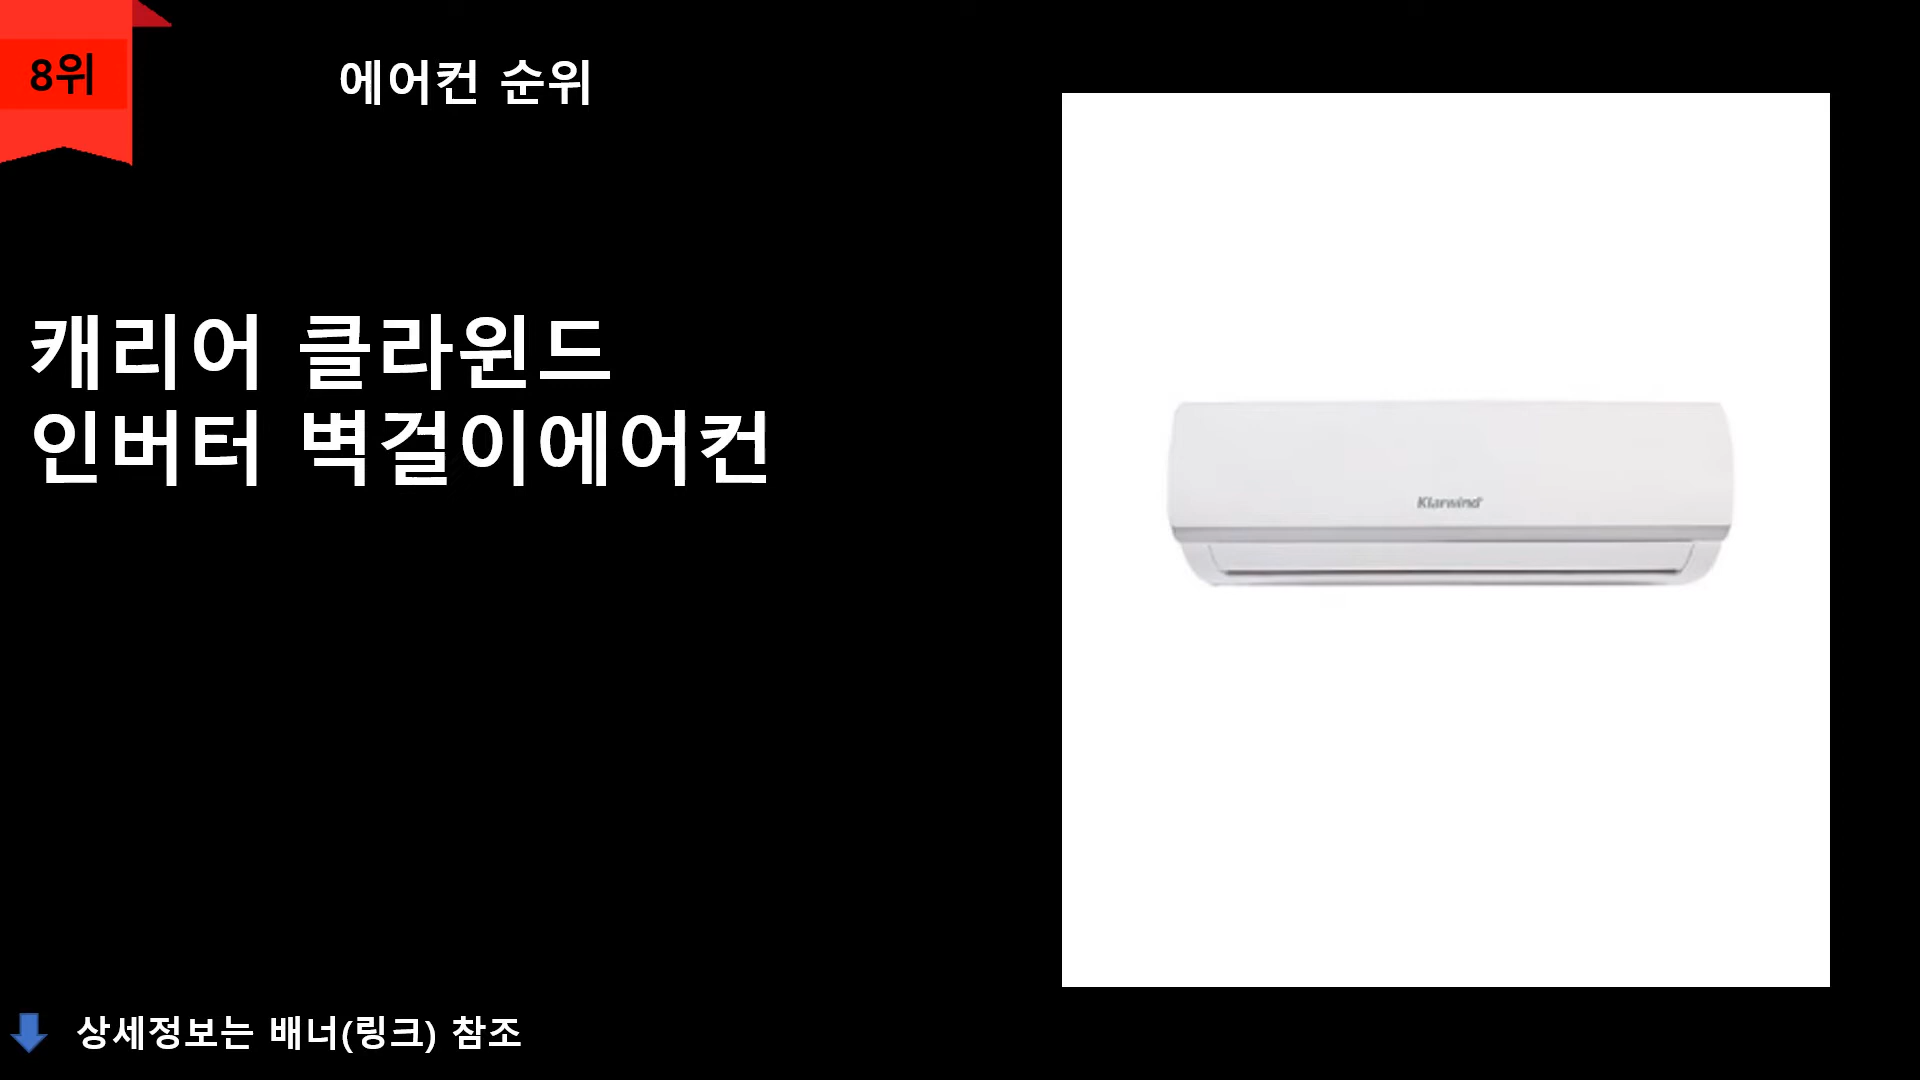 8위
에어컨 순위
캐리어 클라윈드
인버터 벽걸이에어컨
Klarwind
상세정보는 배너(링크) 참조